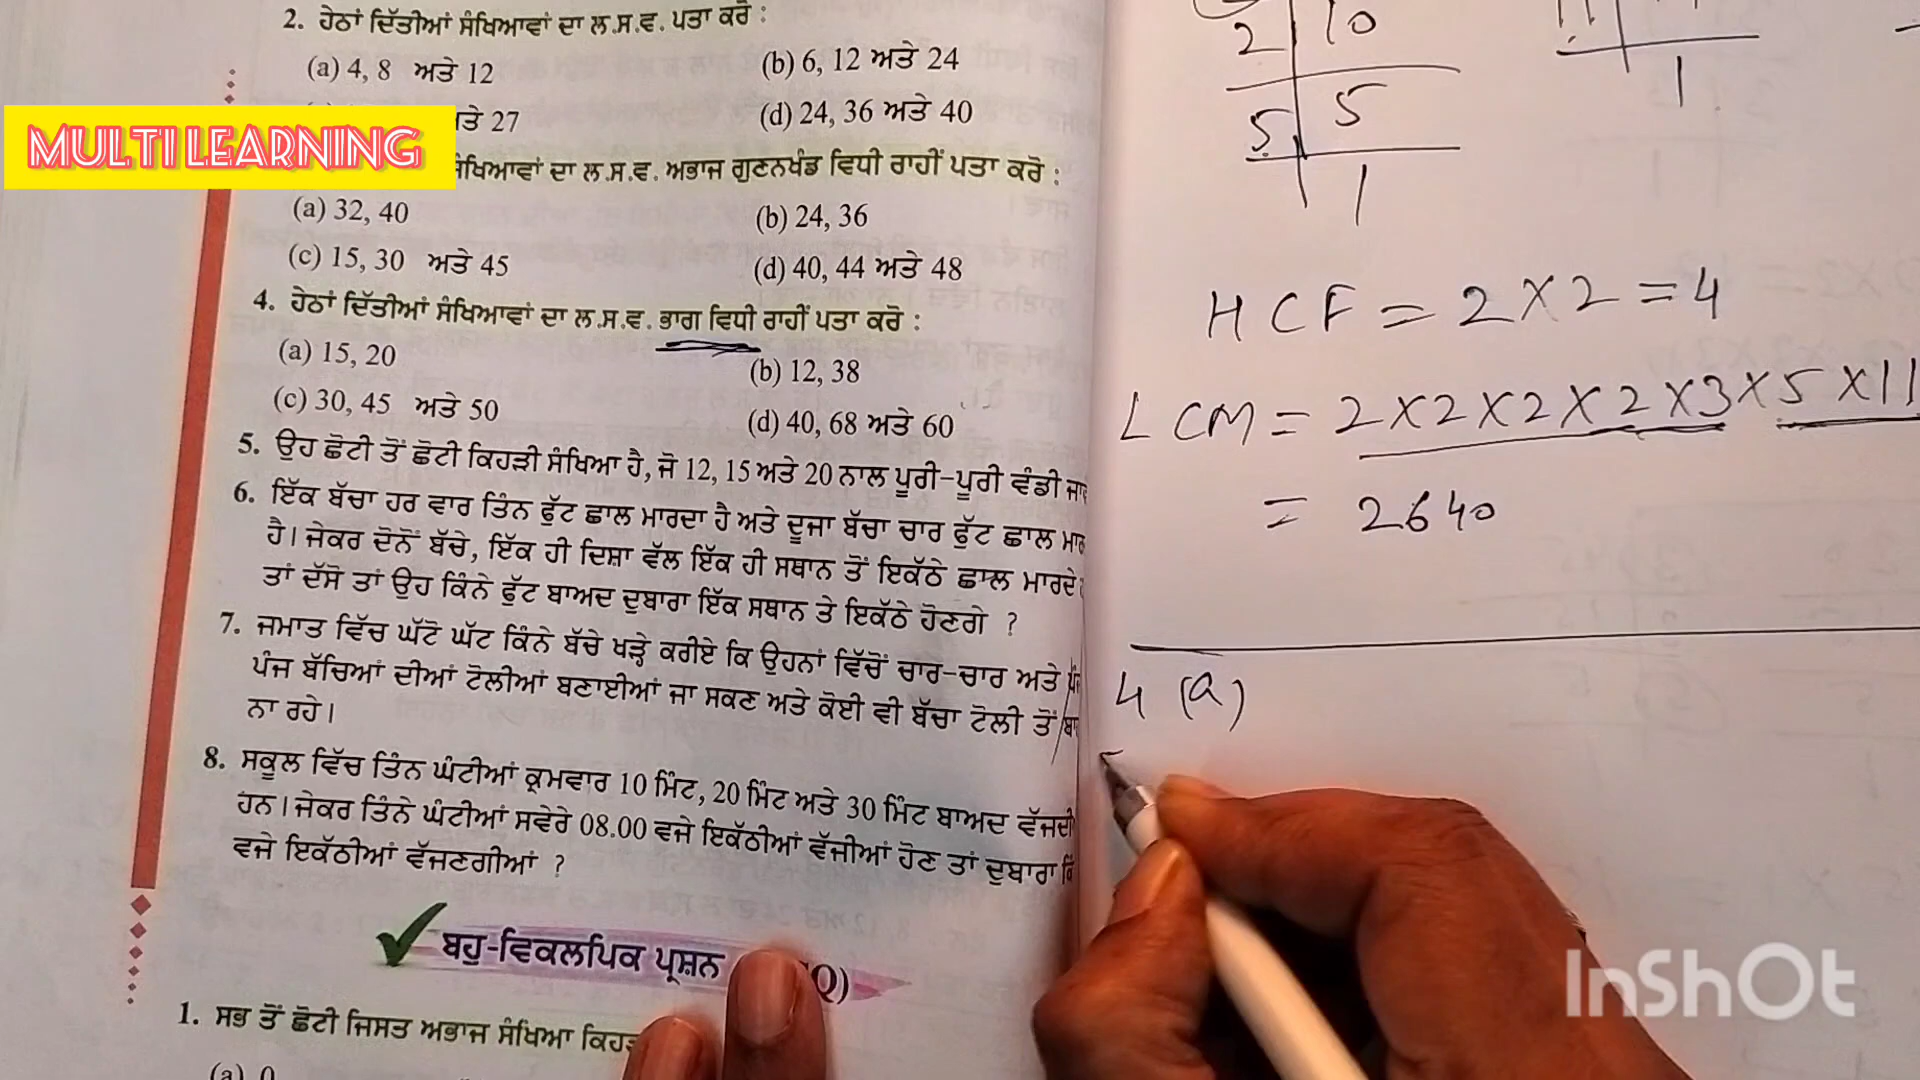 2. ਹੇਠਾਂ ਦਿੱਤੀਆਂ ਸੰਖਿਆਵਾਂ ਦਾ ਲ.ਸ.ਵ. ਪਤਾ ਕਰੋ :
(a) 4, 8 ਅਤੇ 12
(b) 6, 12 ਅਤੇ 24
27
(d) 24, 36 ਅਤੇ 40
MULTI LEARNING
ਦਾ ਲ.ਸ.ਵ. ਅਭਾਜ ਗੁਣਨਖੰਡ ਵਿਧੀ ਰਾਹੀਂ ਪਤਾ ਕਰੋ :
(a) 32, 40
(b) 24, 36
(c) 15, 30 ਅਤੇ 45
(d) 40, 44 ਅਤੇ 48
4. ਹੇਠਾਂ ਦਿੱਤੀਆਂ ਸੰਖਿਆਵਾਂ ਦਾ ਲ.ਸ.ਵ. ਭਾਗ ਵਿਧੀ ਰਾਹੀਂ ਪਤਾ ਕਰੋ :
(a) 15, 20
(b) 12, 38
(c) 30, 45 ਅਤੇ 50
(d) 40, 68 ਅਤੇ 60
5. ਉਹ ਛੋਟੀ ਤੋਂ ਛੋਟੀ ਕਿਹੜੀ ਸੰਖਿਆ ਹੈ, ਜੋ 12, 15 ਅਤੇ 20 ਨਾਲ ਪੂਰੀ-ਪੂਰੀ ਵੰਡੀ
6. ਇੱਕ ਬੱਚਾ ਹਰ ਵਾਰ ਤਿੰਨ ਫੁੱਟ ਛਾਲ ਮਾਰਦਾ ਹੈ ਅਤੇ ਦੂਜਾ ਬੱਚਾ ਚਾਰ ਫੁੱਟ ਛਾਲ
ਹੈ। ਜੇਕਰ ਦੋਨੋਂ ਬੱਚੇ, ਇੱਕ ਹੀ ਦਿਸ਼ਾ ਵੱਲ ਇੱਕ ਹੀ ਸਥਾਨ ਤੋਂ ਇਕੱਠੇ ਛਾਲ ਮਾਰਦੇ
ਤਾਂ ਦੱਸੋ ਤਾਂ ਉਹ ਕਿੰਨੇ ਫੁੱਟ ਬਾਅਦ ਦੁਬਾਰਾ ਇੱਕ ਸਥਾਨ ਤੇ ਇਕੱਠੇ ਹੋਣਗੇ ?
7. ਜਮਾਤ ਵਿੱਚ ਘੱਟੋ ਘੱਟ ਕਿੰਨੇ ਬੱਚੇ ਖੜ੍ਹੇ ਕਰੀਏ ਕਿ ਉਹਨਾਂ ਵਿੱਚੋਂ ਚਾਰ-ਚਾਰ ਅਤੇ
ਪੰਜ ਬੱਚਿਆਂ ਦੀਆਂ ਟੋਲੀਆਂ ਬਣਾਈਆਂ ਜਾ ਸਕਣ ਅਤੇ ਕੋਈ ਵੀ ਬੱਚਾ ਟੋਲੀ ਤੋਂ
ਨਾ ਰਹੇ।
8. ਸਕੂਲ ਵਿੱਚ ਤਿੰਨ ਘੰਟੀਆਂ ਕ੍ਰਮਵਾਰ 10 ਮਿੰਟ, 20 ਮਿੰਟ ਅਤੇ 30 ਮਿੰਟ ਬਾਅਦ ਵੱਜਦੀ
ਹਨ। ਜੇਕਰ ਤਿੰਨੇ ਘੰਟੀਆਂ ਸਵੇਰੇ 08.00 ਵਜੇ ਇਕੱਠੀਆਂ ਵੱਜੀਆਂ ਹੋਣ ਤਾਂ ਦੁਬਾਰਾ
ਵਜੇ ਇਕੱਠੀਆਂ ਵੱਜਣਗੀਆਂ ?
ਬਹੁ-ਵਿਕਲਪਿਕ ਪ੍ਰਸ਼ਨ
1. ਸਭ ਤੋਂ ਛੋਟੀ ਜਿਸਤ ਅਭਾਜ ਸੰਖਿਆ
(a) 0
2 | 10
5 | 5
1
1
HCF = 2 × 2 = 4
LCM = 2 × 2 × 2 × 2 × 3 × 5 × 11
= 2640
4 (a)
InShOt